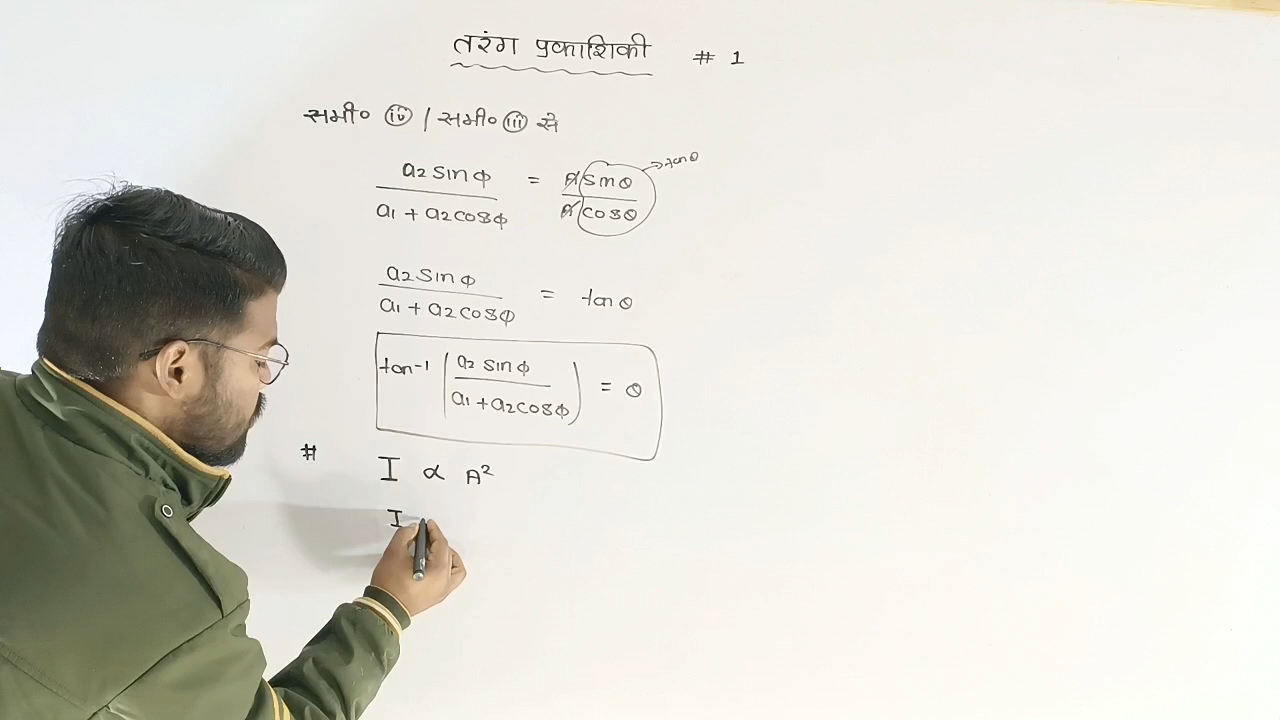 तरंग प्रकाशिकी # 1
समी० (iv) / समी० (iii) से
a₂ sin ϕ / a₁ + a₂ cos ϕ = A sin θ / A cos θ → tan θ
a₂ sin ϕ / a₁ + a₂ cos ϕ = tan θ
tan⁻¹ ( a₂ sin ϕ / a₁ + a₂ cos ϕ ) = θ
# I ∝ A²
I